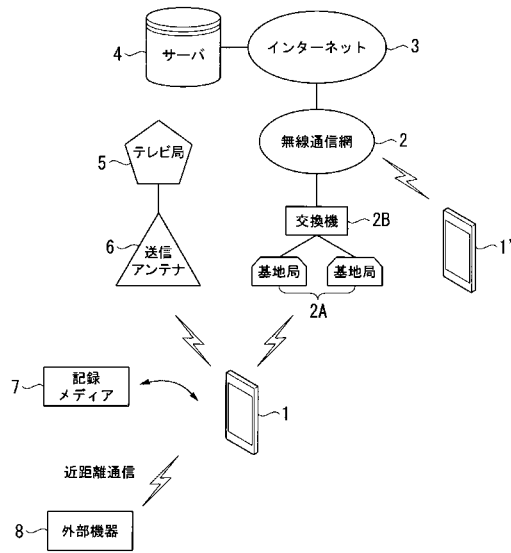 サーバ
4
インターネット
3
テレビ局
5
無線通信網
2
交換機
2B
1'
送信
アンテナ
6
基地局
基地局
2A
記録
メディア
7
1
近距離通信
外部機器
8